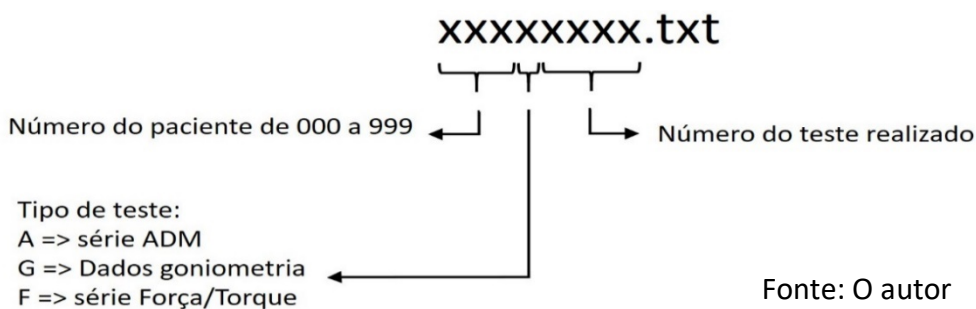 xxxxxxxx.txt
Número do paciente de 000 a 999
Número do teste realizado
Tipo de teste:
A => série ADM
G => Dados goniometria
F => série Força/Torque
Fonte: O autor